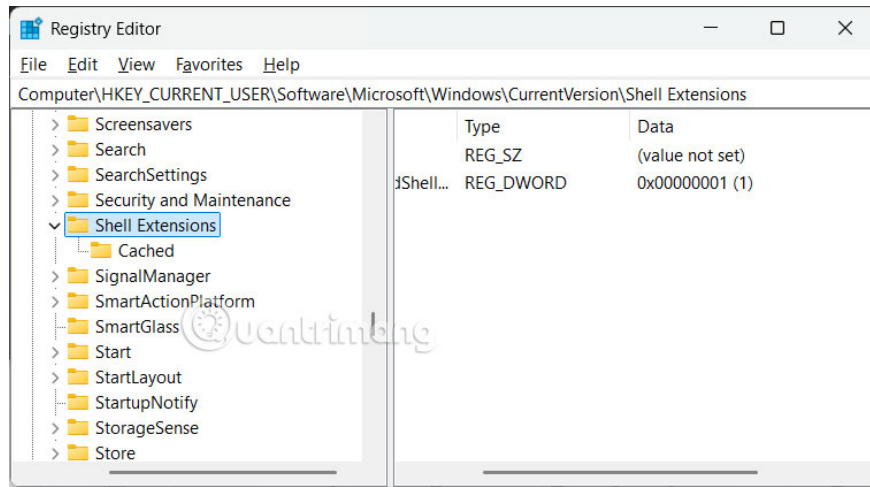 Registry Editor
File Edit View Favorites Help
Computer\HKEY_CURRENT_USER\Software\Microsoft\Windows\CurrentVersion\Shell Extensions
Screensavers
Search
SearchSettings
Security and Maintenance
Shell Extensions
Cached
SignalManager
SmartActionPlatform
SmartGlass
Start
StartLayout
StartupNotify
StorageSense
Store
Type Data
REG_SZ (value not set)
dShell... REG_DWORD 0x00000001 (1)
Quantrimang